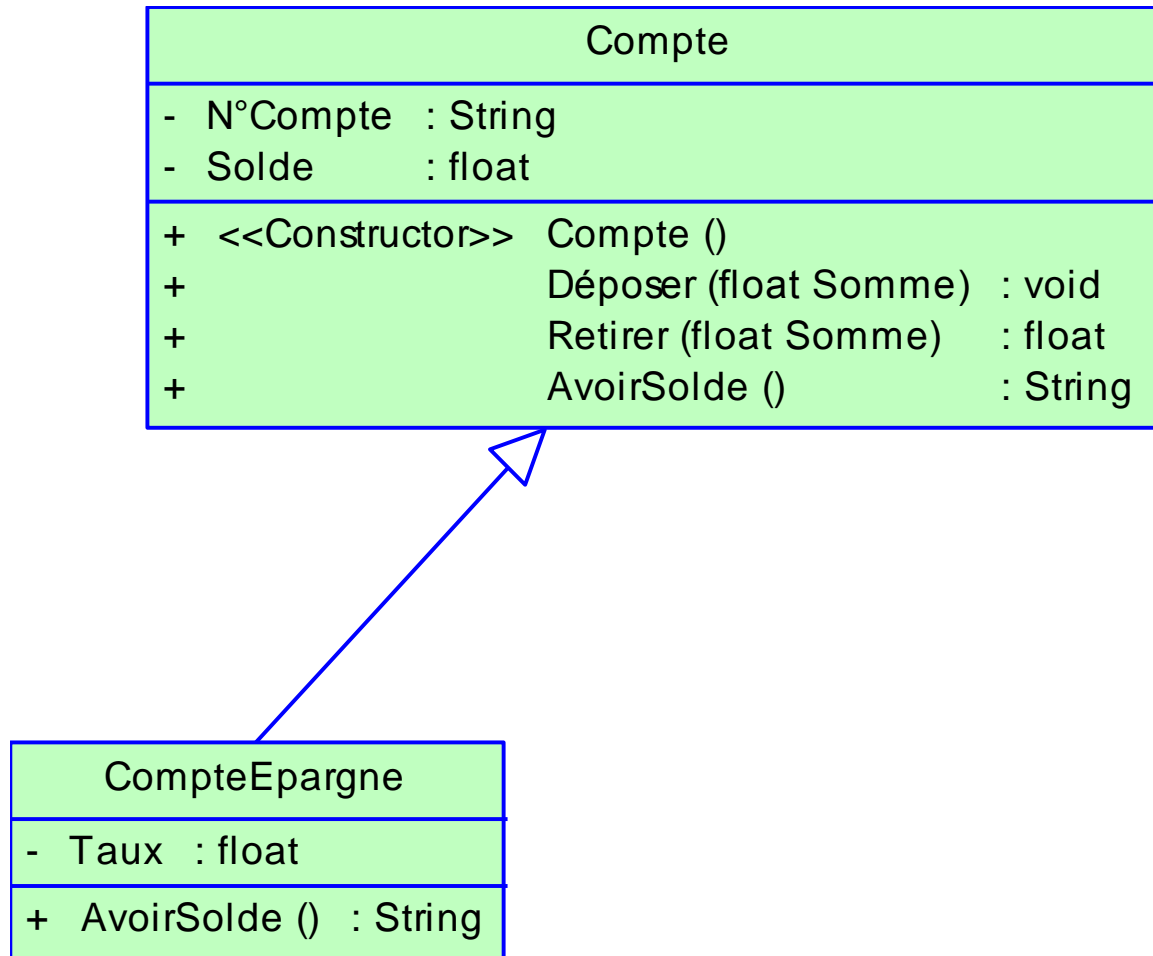 Compte
- N°Compte : String
- Solde : float
+ <<Constructor>> Compte ()
+ Déposer (float Somme) : void
+ Retirer (float Somme) : float
+ AvoirSolde () : String
CompteEpargne
- Taux : float
+ AvoirSolde () : String